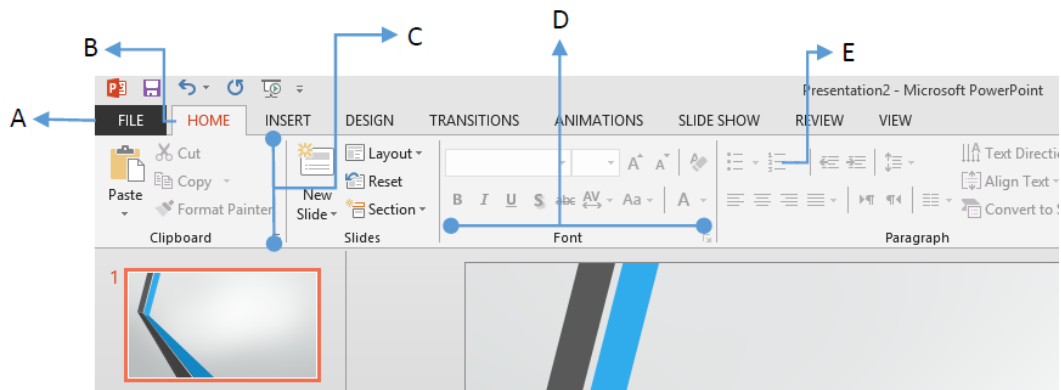 D
B
C
E
A
Presentation2 - Microsoft PowerPoint
FILE HOME INSERT DESIGN TRANSITIONS ANIMATIONS SLIDE SHOW REVIEW VIEW
Paste
Cut
Copy
Format Painter
Clipboard
New
Slide
Layout
Reset
Section
Slides
B I U S abc AV Aa A
Font
Text Directi
Align Text
Convert to S
Paragraph
1